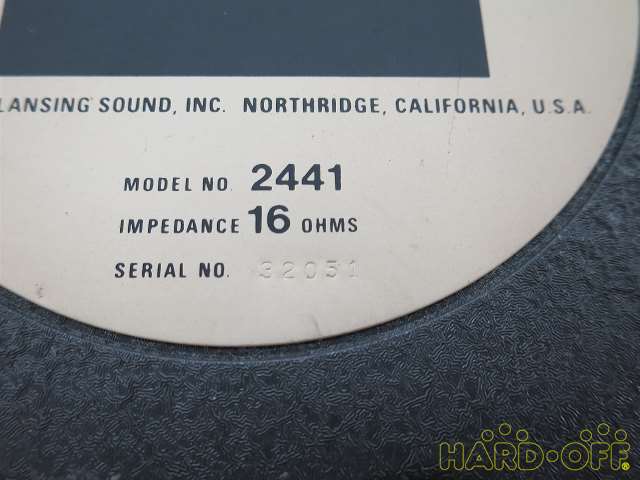 LANSING SOUND, INC. NORTHRIDGE, CALIFORNIA, U.S.A.
MODEL NO. 2441
IMPEDANCE 16 OHMS
SERIAL NO. 32051
HARD-OFF